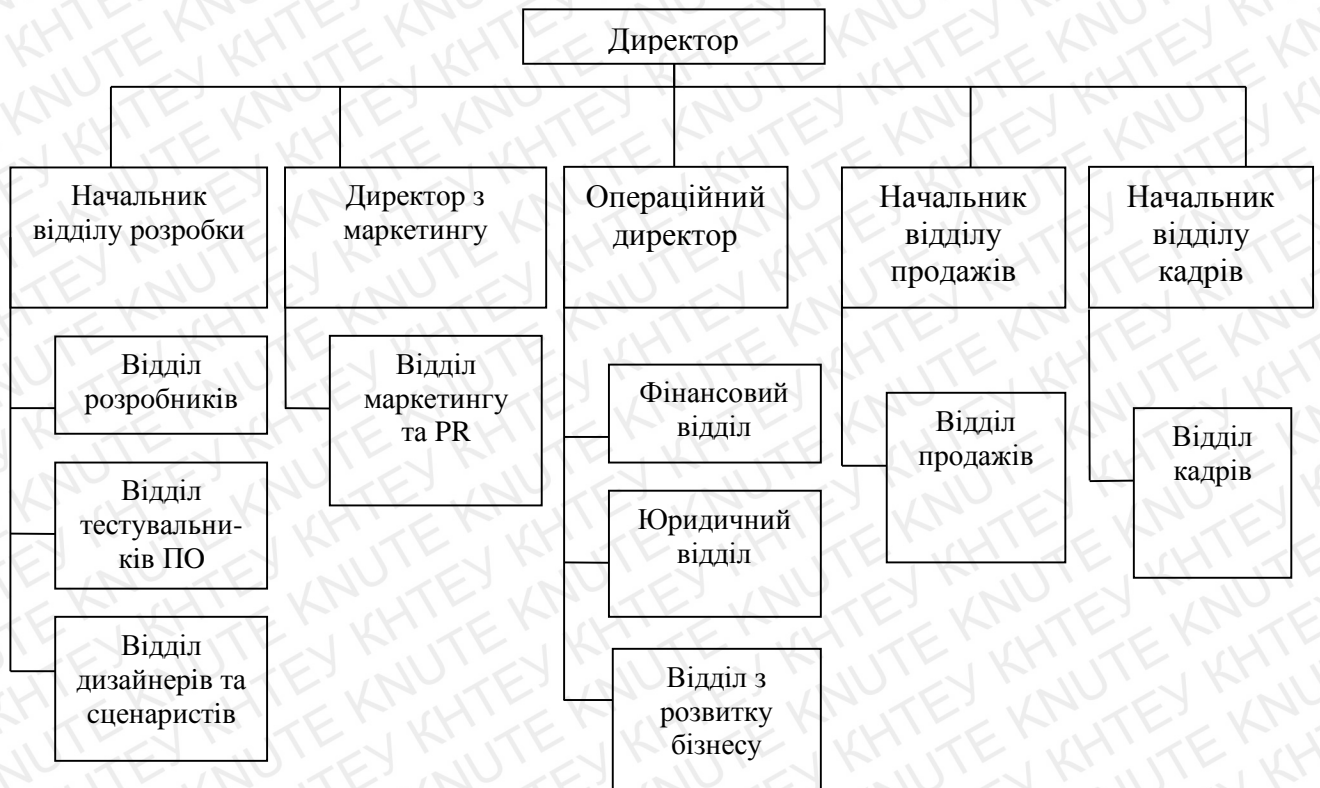 Директор
Начальник
відділу розробки
Директор з
маркетингу
Операційний
директор
Начальник
відділу
продажів
Начальник
відділу
кадрів
Відділ
розробників
Відділ
тестувальни-
ків ПО
Відділ
дизайнерів та
сценаристів
Відділ
маркетингу
та PR
Фінансовий
відділ
Юридичний
відділ
Відділ з
розвитку
бізнесу
Відділ
продажів
Відділ
кадрів